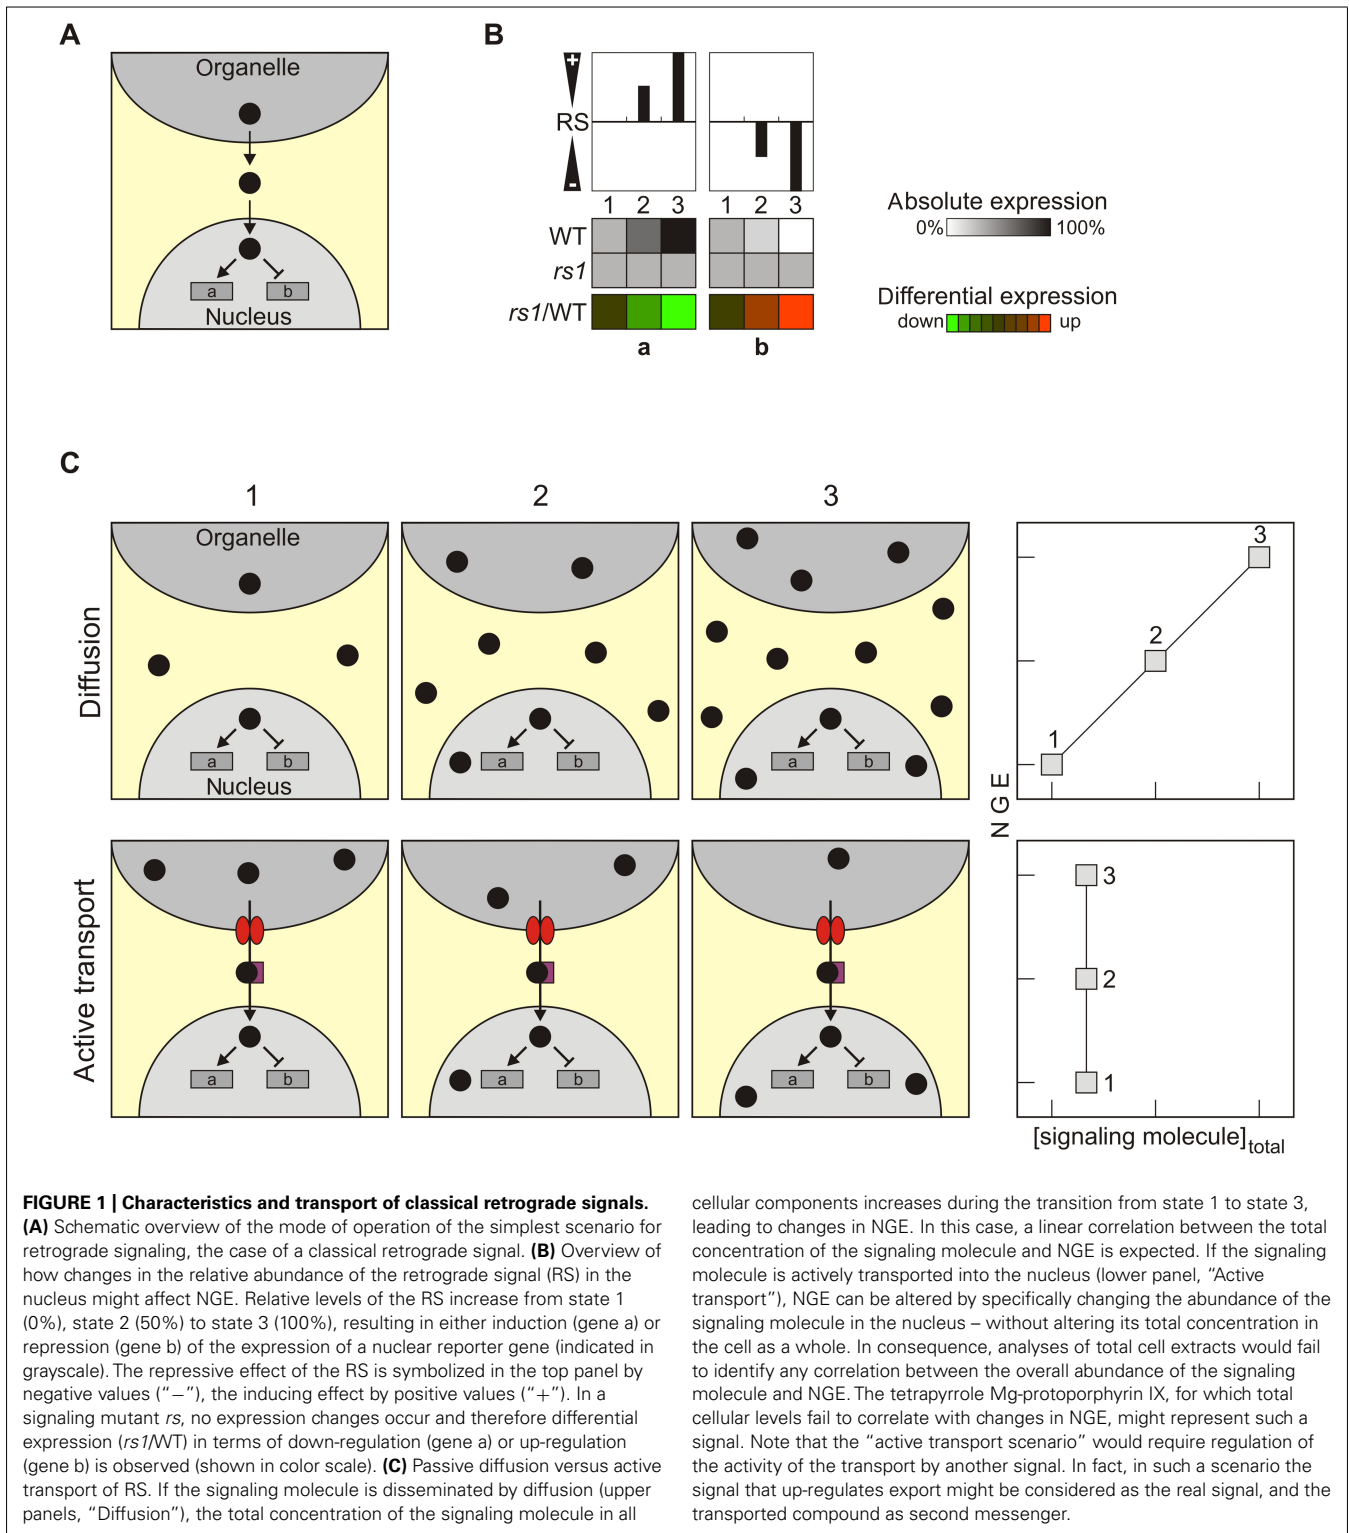 A
Organelle
a
b
Nucleus
B
+
RS
-
1 2 3
1 2 3
WT
rs1
rs1/WT
a
b
Absolute expression
0%
100%
Differential expression
down
up
C
1
2
3
Diffusion
Organelle
a
b
Nucleus
a
b
a
b
1
2
3
NGE
Active transport
a
b
a
b
a
b
3
2
1
[signaling molecule]total
FIGURE 1 | Characteristics and transport of classical retrograde signals.
(A) Schematic overview of the mode of operation of the simplest scenario for
retrograde signaling, the case of a classical retrograde signal. (B) Overview of
how changes in the relative abundance of the retrograde signal (RS) in the
nucleus might affect NGE. Relative levels of the RS increase from state 1
(0%), state 2 (50%) to state 3 (100%), resulting in either induction (gene a) or
repression (gene b) of the expression of a nuclear reporter gene (indicated in
grayscale). The repressive effect of the RS is symbolized in the top panel by
negative values (“−”), the inducing effect by positive values (“+”). In a
signaling mutant rs, no expression changes occur and therefore differential
expression (rs1/WT) in terms of down-regulation (gene a) or up-regulation
(gene b) is observed (shown in color scale). (C) Passive diffusion versus active
transport of RS. If the signaling molecule is disseminated by diffusion (upper
panels, “Diffusion”), the total concentration of the signaling molecule in all
cellular components increases during the transition from state 1 to state 3,
leading to changes in NGE. In this case, a linear correlation between the total
concentration of the signaling molecule and NGE is expected. If the signaling
molecule is actively transported into the nucleus (lower panel, “Active
transport”), NGE can be altered by specifically changing the abundance of the
signaling molecule in the nucleus – without altering its total concentration in
the cell as a whole. In consequence, analyses of total cell extracts would fail
to identify any correlation between the overall abundance of the signaling
molecule and NGE. The tetrapyrrole Mg-protoporphyrin IX, for which total
cellular levels fail to correlate with changes in NGE, might represent such a
signal. Note that the “active transport scenario” would require regulation of
the activity of the transport by another signal. In fact, in such a scenario the
signal that up-regulates export might be considered as the real signal, and the
transported compound as second messenger.